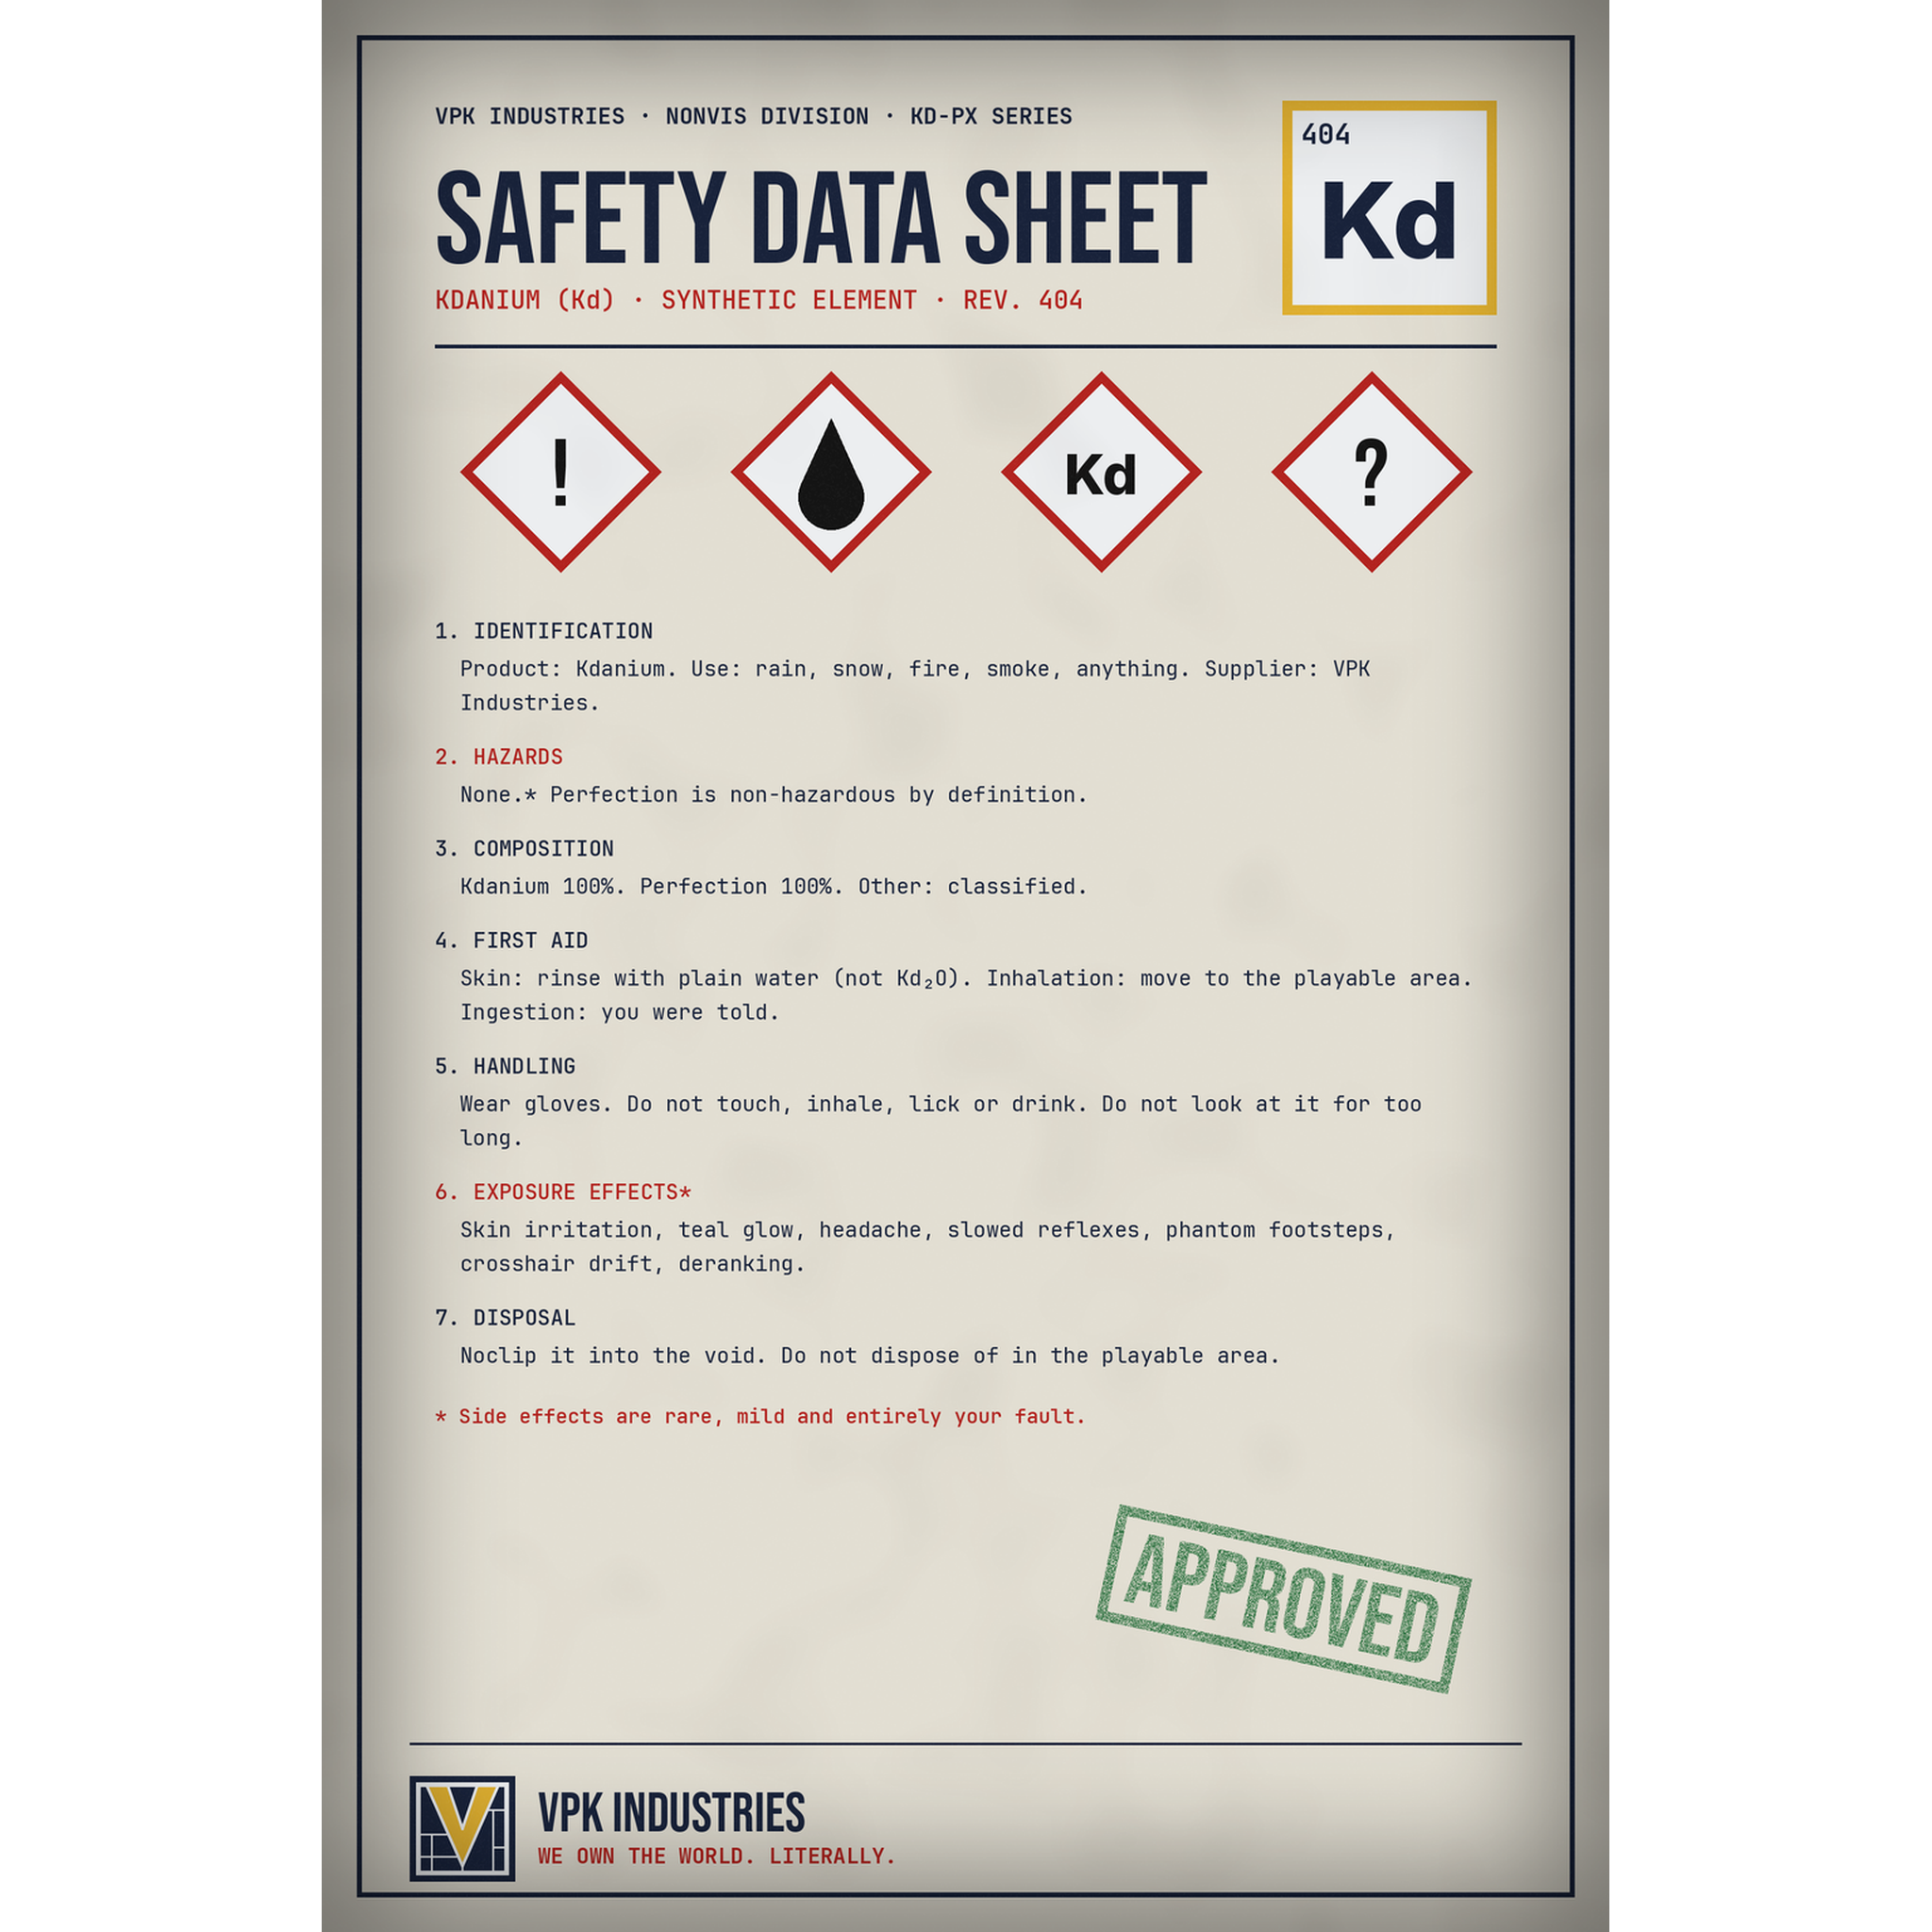 VPK INDUSTRIES · NONVIS DIVISION · KD-PX SERIES
SAFETY DATA SHEET
KDANIUM (Kd) · SYNTHETIC ELEMENT · REV. 404
404
Kd
!
Kd
?
1. IDENTIFICATION
Product: Kdanium. Use: rain, snow, fire, smoke, anything. Supplier: VPK
Industries.
2. HAZARDS
None.* Perfection is non-hazardous by definition.
3. COMPOSITION
Kdanium 100%. Perfection 100%. Other: classified.
4. FIRST AID
Skin: rinse with plain water (not Kd₂O). Inhalation: move to the playable area.
Ingestion: you were told.
5. HANDLING
Wear gloves. Do not touch, inhale, lick or drink. Do not look at it for too
long.
6. EXPOSURE EFFECTS*
Skin irritation, teal glow, headache, slowed reflexes, phantom footsteps,
crosshair drift, deranking.
7. DISPOSAL
Noclip it into the void. Do not dispose of in the playable area.
* Side effects are rare, mild and entirely your fault.
APPROVED
V
VPK INDUSTRIES
WE OWN THE WORLD. LITERALLY.